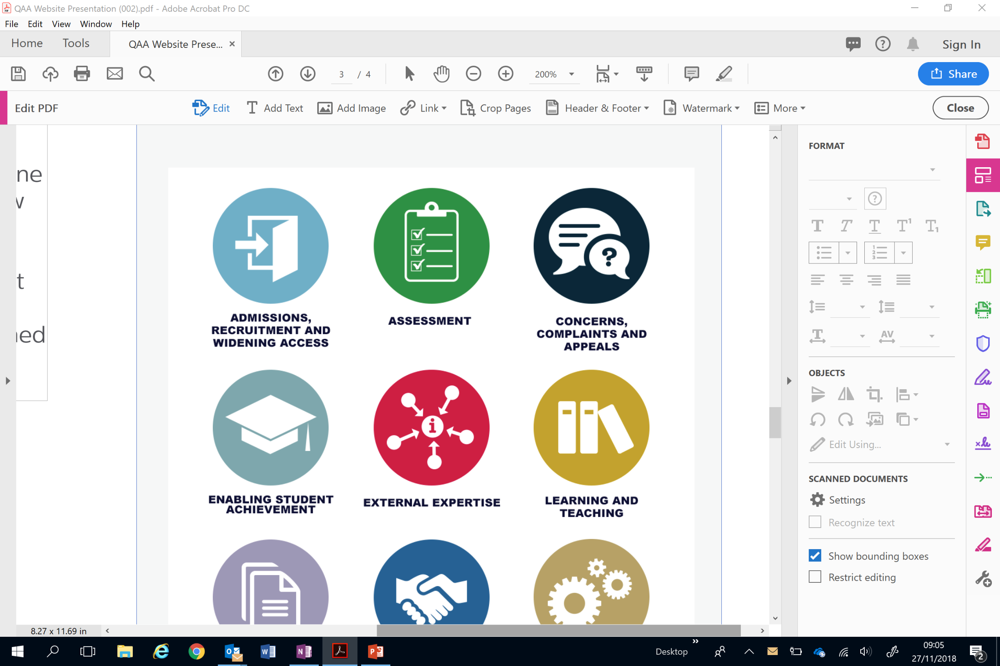 QAA Website Presentation (002).pdf - Adobe Acrobat Pro DC
File Edit View Window Help
Home Tools QAA Website Prese... × Sign In
3 / 4 200% Share
Edit PDF Edit Add Text Add Image Link Crop Pages Header & Footer Watermark More Close
FORMAT
ne
t
ned
ADMISSIONS,
RECRUITMENT AND
WIDENING ACCESS
ASSESSMENT
CONCERNS,
COMPLAINTS AND
APPEALS
ENABLING STUDENT
ACHIEVEMENT
EXTERNAL EXPERTISE
LEARNING AND
TEACHING
OBJECTS
Edit Using...
SCANNED DOCUMENTS
Settings
Recognize text
Show bounding boxes
Restrict editing
8.27 x 11.69 in
Desktop
09:05
27/11/2018
2